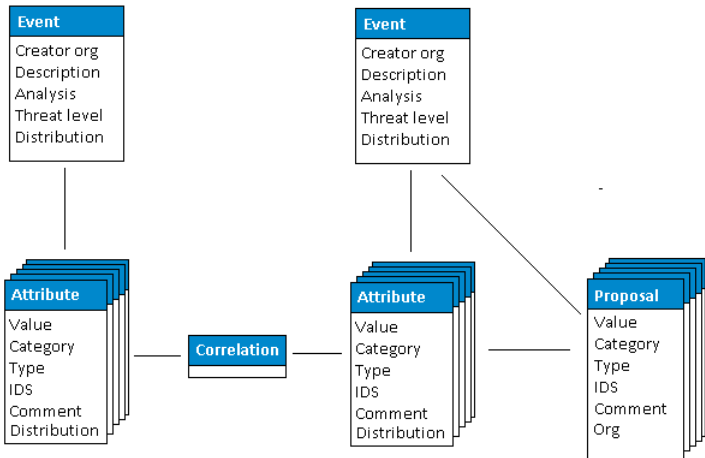 Event
Creator org
Description
Analysis
Threat level
Distribution
Event
Creator org
Description
Analysis
Threat level
Distribution
Attribute
Value
Category
Type
IDS
Comment
Distribution
Correlation
Attribute
Value
Category
Type
IDS
Comment
Distribution
Proposal
Value
Category
Type
IDS
Comment
Org